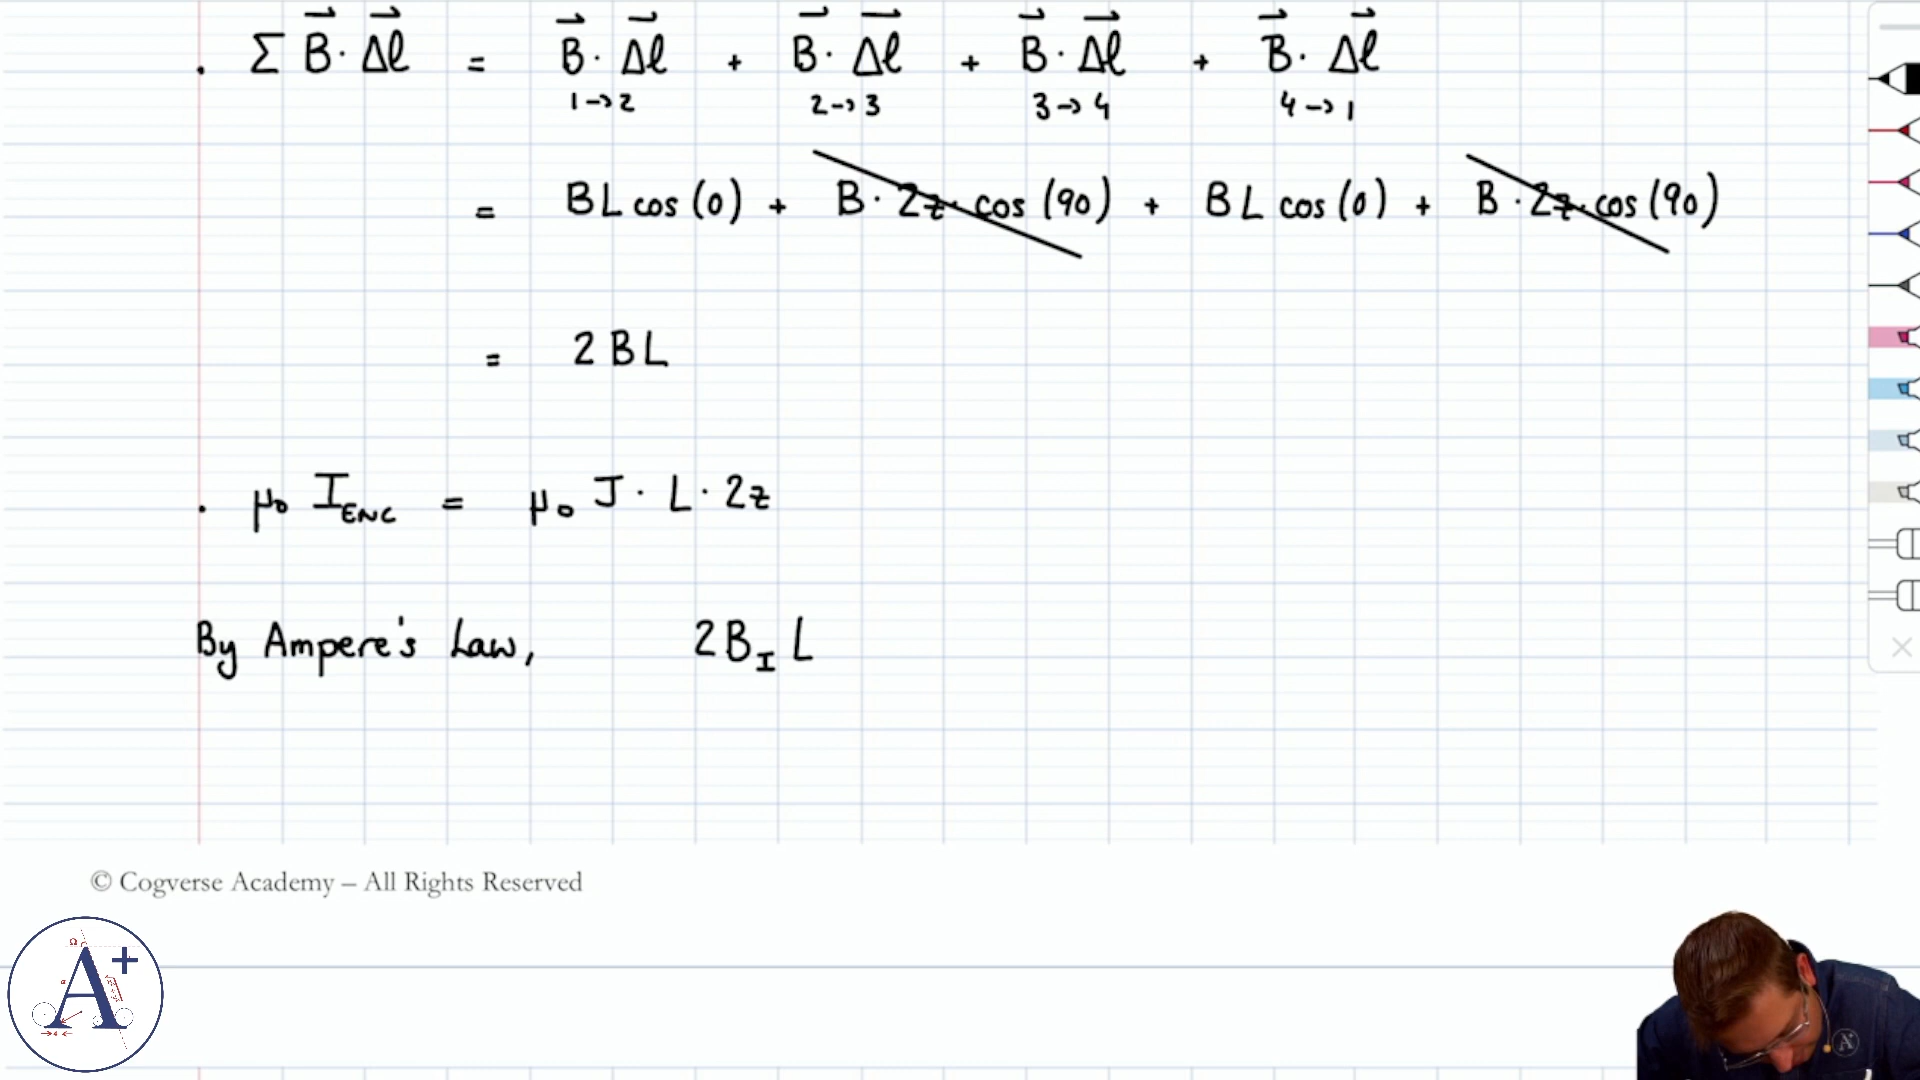 . Σ B⃗ · Δl⃗ = B⃗ · Δl⃗ + B⃗ · Δl⃗ + B⃗ · Δl⃗ + B⃗ · Δl⃗
1→2 2→3 3→4 4→1
= BL cos(0) + B · 2z · cos(90) + BL cos(0) + B · 2z · cos(90)
= 2BL
. μ₀ I_ENC = μ₀ J · L · 2z
By Ampere's Law, 2B_I L
© Cogverse Academy – All Rights Reserved
A+